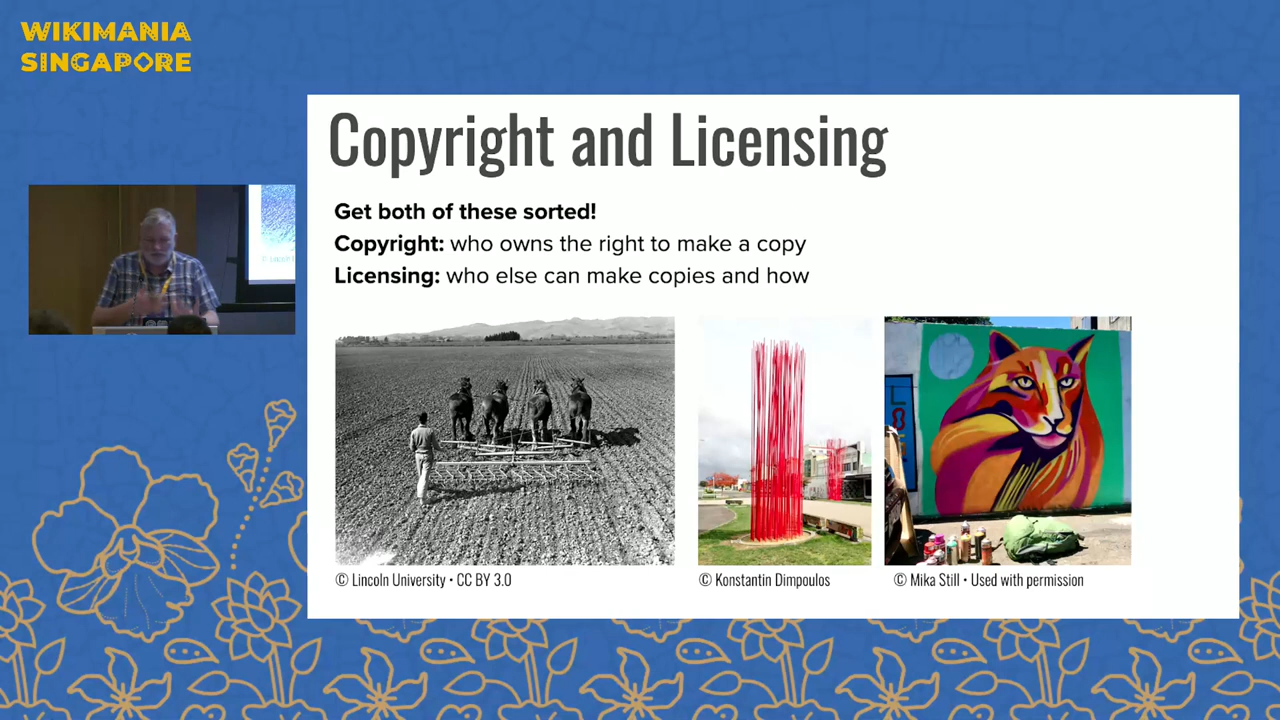 WIKIMANIA
SINGAPORE
Copyright and Licensing
Get both of these sorted!
Copyright: who owns the right to make a copy
Licensing: who else can make copies and how
© Lincoln University • CC BY 3.0
© Konstantin Dimpoulos
© Mika Still • Used with permission